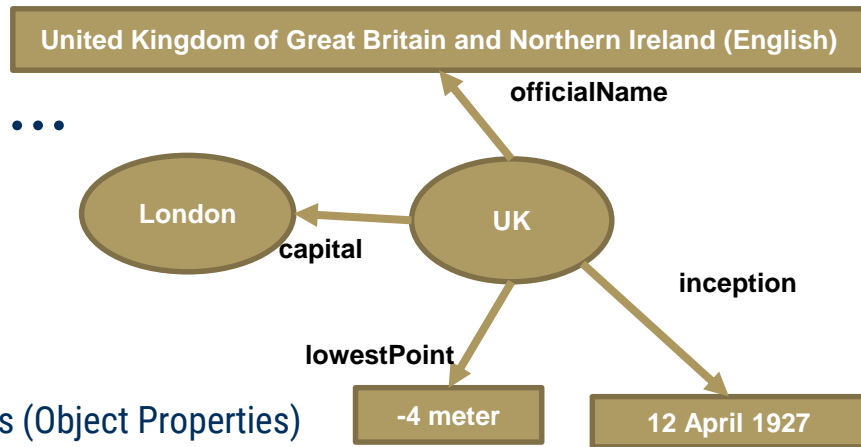 United Kingdom of Great Britain and Northern Ireland (English)
officialName
...
London
UK
capital
inception
lowestPoint
s (Object Properties)
-4 meter
12 April 1927